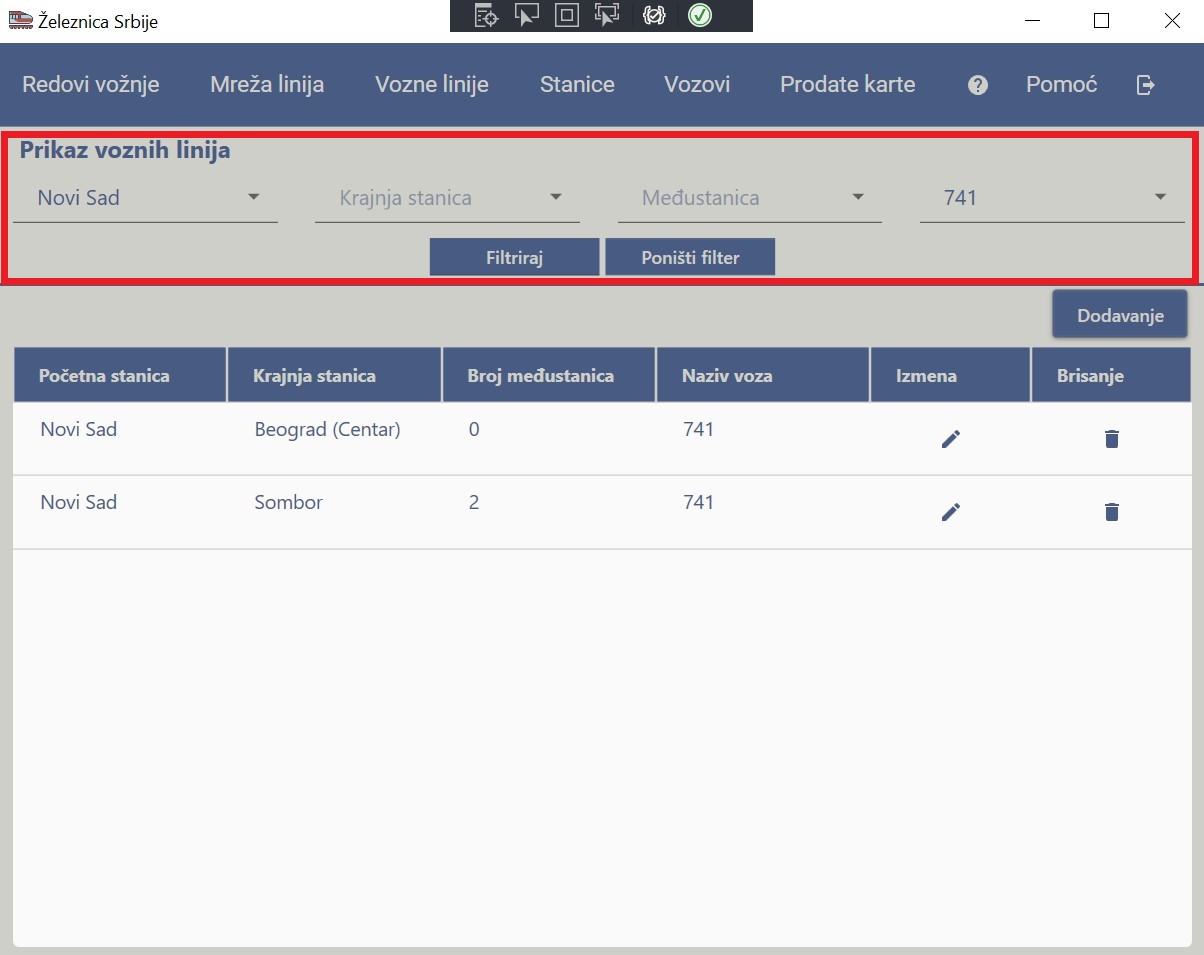 Železnica Srbije
Redovi vožnje Mreža linija Vozne linije Stanice Vozovi Prodate karte ? Pomoć
Prikaz voznih linija
Novi Sad Krajnja stanica Međustanica 741
Filtriraj Poništi filter
Dodavanje
Početna stanica Krajnja stanica Broj međustanica Naziv voza Izmena Brisanje
Novi Sad Beograd (Centar) 0 741
Novi Sad Sombor 2 741